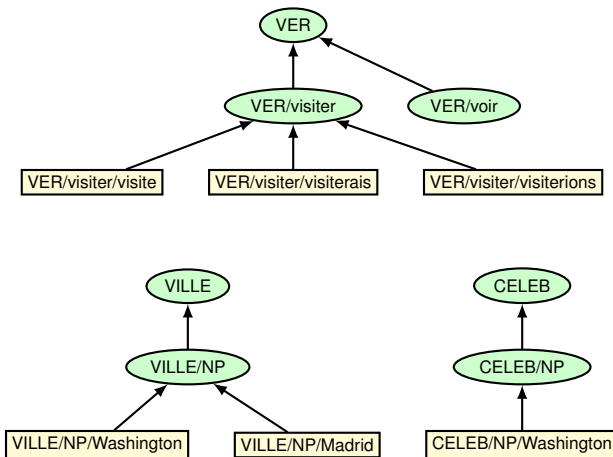 VER
VER/visiter
VER/voir
VER/visiter/visite
VER/visiter/visiterais
VER/visiter/visiterions
VILLE
CELEB
VILLE/NP
CELEB/NP
VILLE/NP/Washington
VILLE/NP/Madrid
CELEB/NP/Washington